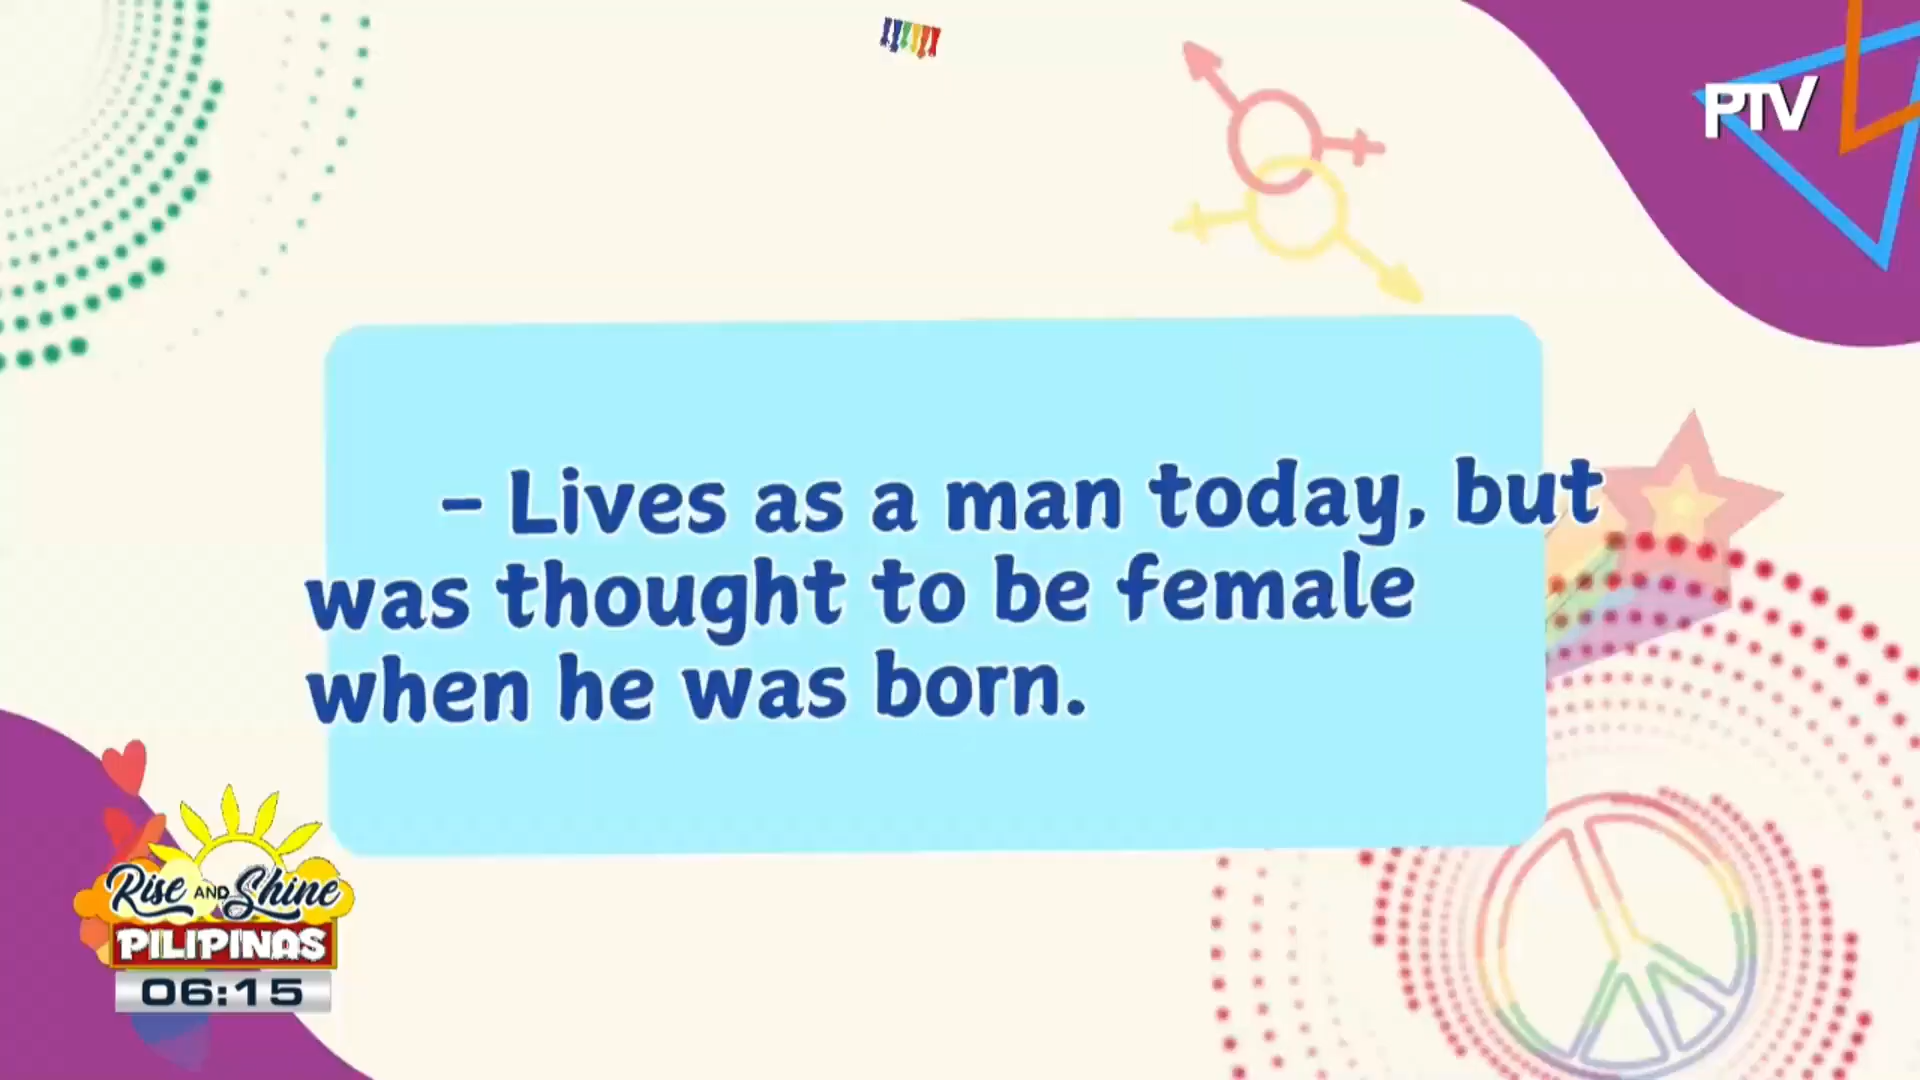 PTV
– Lives as a man today, but
was thought to be female
when he was born.
Rise AND Shine
PILIPINAS
06:15